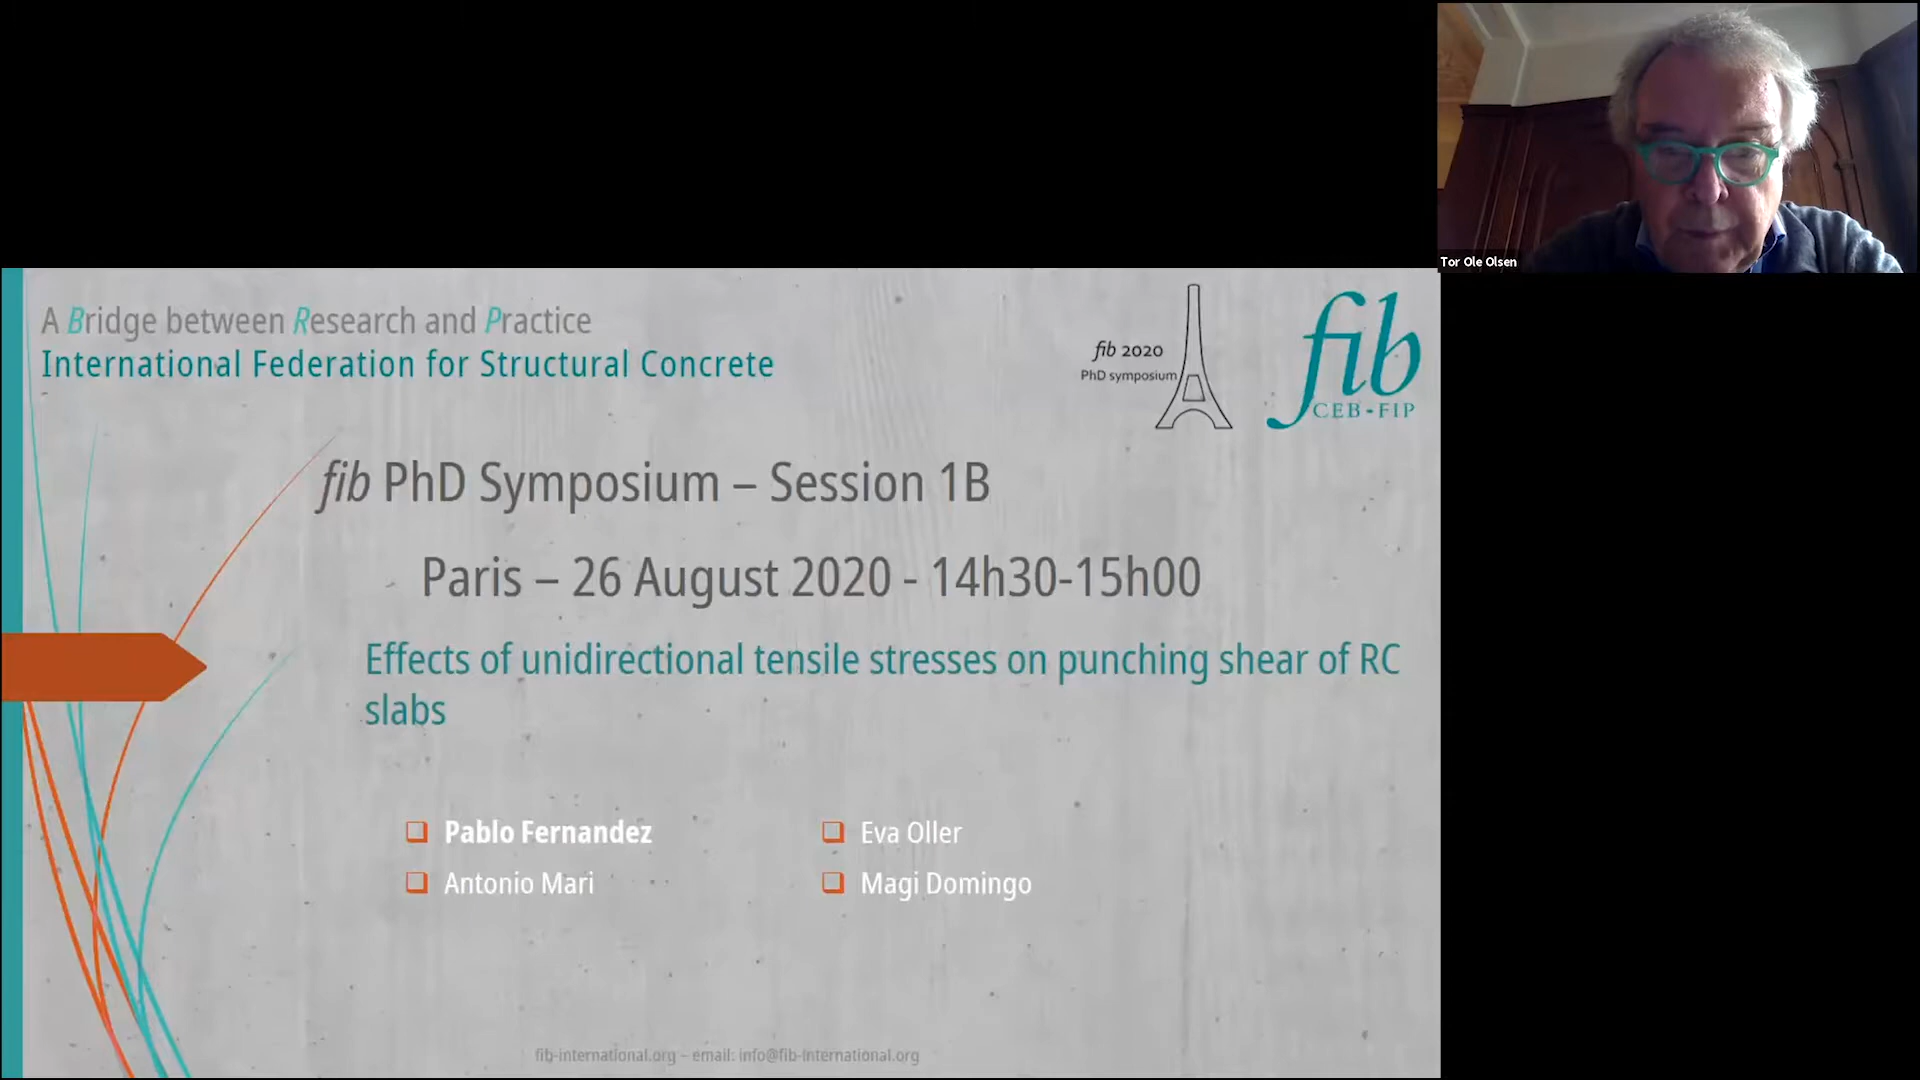 Tor Ole Olsen
A Bridge between Research and Practice
International Federation for Structural Concrete
fib 2020
PhD symposium
fib
CEB-FIP
fib PhD Symposium – Session 1B
Paris – 26 August 2020 - 14h30-15h00
Effects of unidirectional tensile stresses on punching shear of RC
slabs
Pablo Fernandez
Eva Oller
Antonio Mari
Magi Domingo
fib-international.org – email: info@fib-international.org